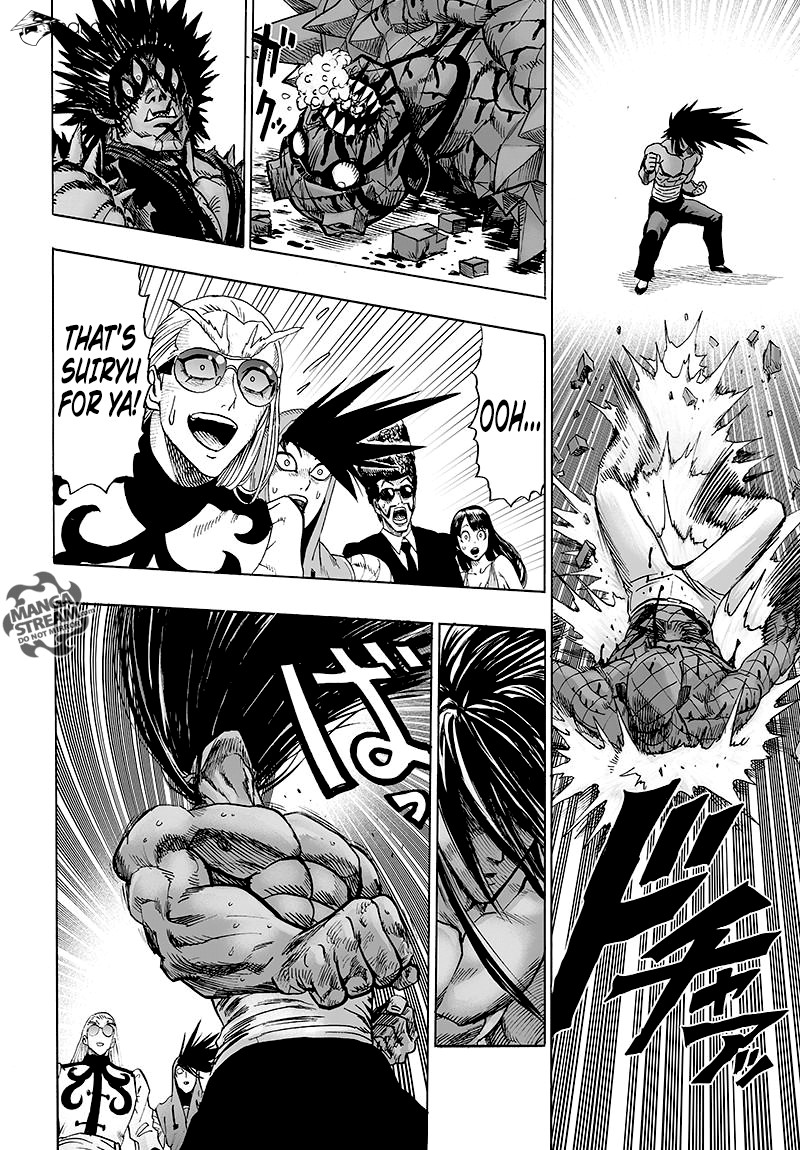 ドチャアッ
ガクッ
OOH...
THAT'S
SUIRYU
FOR YA!
ばっ
MANGA
STREAM
DO NOT MIRROR